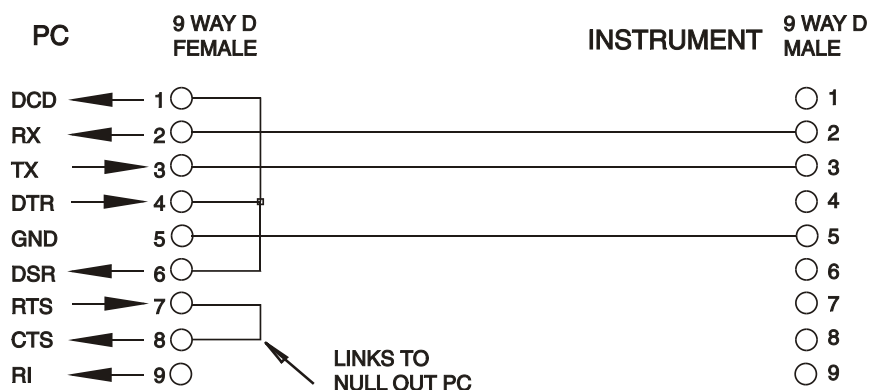 PC
9 WAY D
FEMALE
INSTRUMENT
9 WAY D
MALE
DCD 1 1
RX 2 2
TX 3 3
DTR 4 4
GND 5 5
DSR 6 6
RTS 7 7
CTS 8 8
RI 9 9
LINKS TO
NULL OUT PC